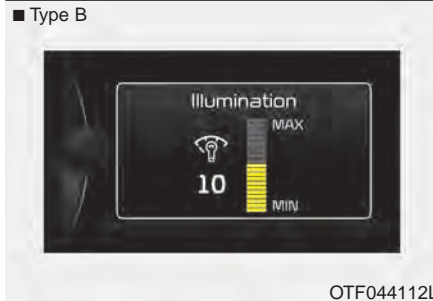 ■ Type B
Illumination
MAX
10
MIN
OTF044112L